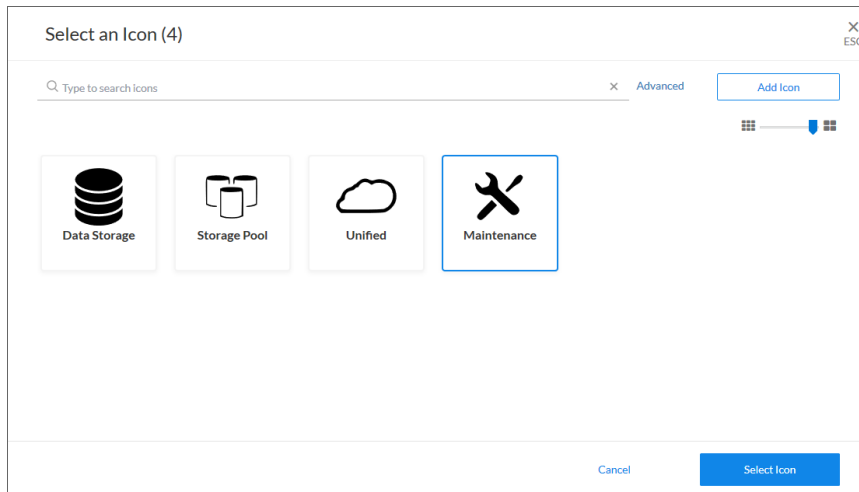 Select an Icon (4)
ESC
Type to search icons
Advanced
Add Icon
Data Storage
Storage Pool
Unified
Maintenance
Cancel
Select Icon